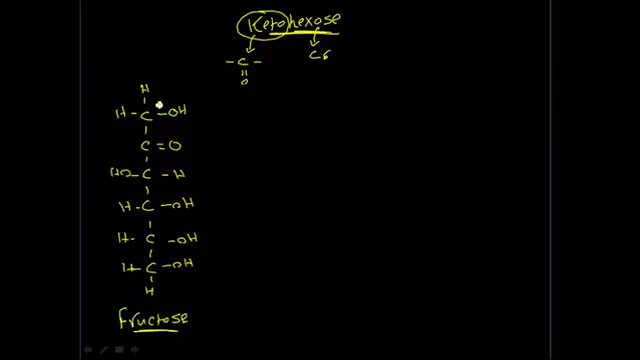 Ketohexose
- C -
C6
||
O
H
|
H - C - OH
|
C = O
|
HO - C - H
|
H - C - OH
|
H - C - OH
|
H - C - OH
|
H
fructose